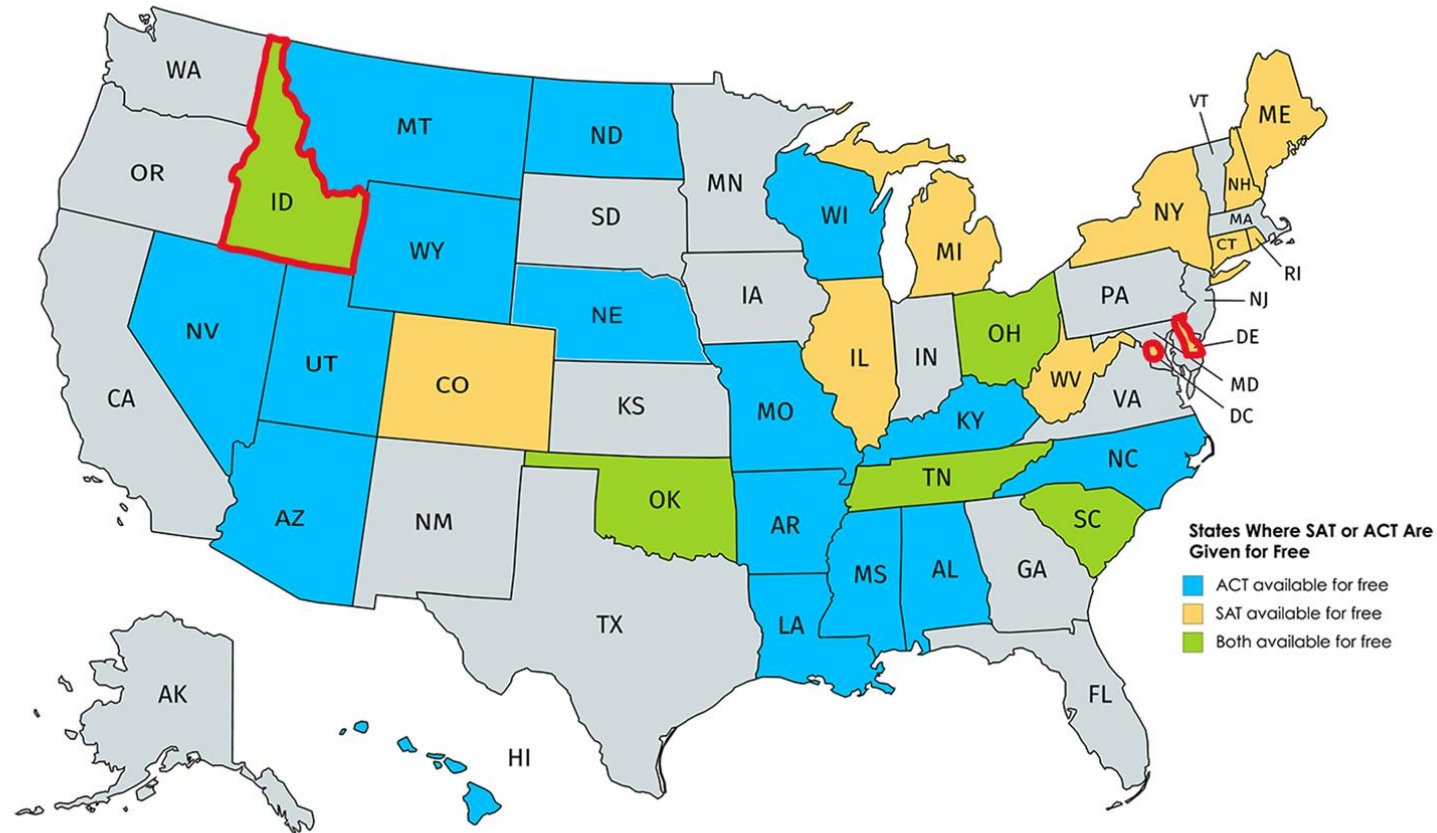 WA
MT
ND
MN
VT
ME
OR
ID
SD
WI
NY
NH
MA
CT
RI
WY
MI
IA
PA
NJ
NE
NV
OH
DE
UT
IL
IN
CO
WV
MD
CA
VA
DC
KS
MO
KY
NC
TN
OK
AZ
NM
AR
SC
MS
AL
GA
TX
LA
FL
AK
HI
States Where SAT or ACT Are
Given for Free
ACT available for free
SAT available for free
Both available for free